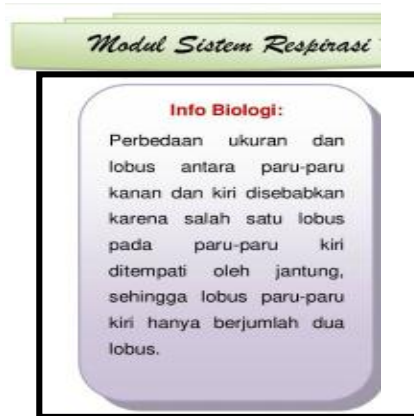 Modul Sistem Respirasi
Info Biologi:
Perbedaan ukuran dan
lobus antara paru-paru
kanan dan kiri disebabkan
karena salah satu lobus
pada paru-paru kiri
ditempati oleh jantung,
sehingga lobus paru-paru
kiri hanya berjumlah dua
lobus.